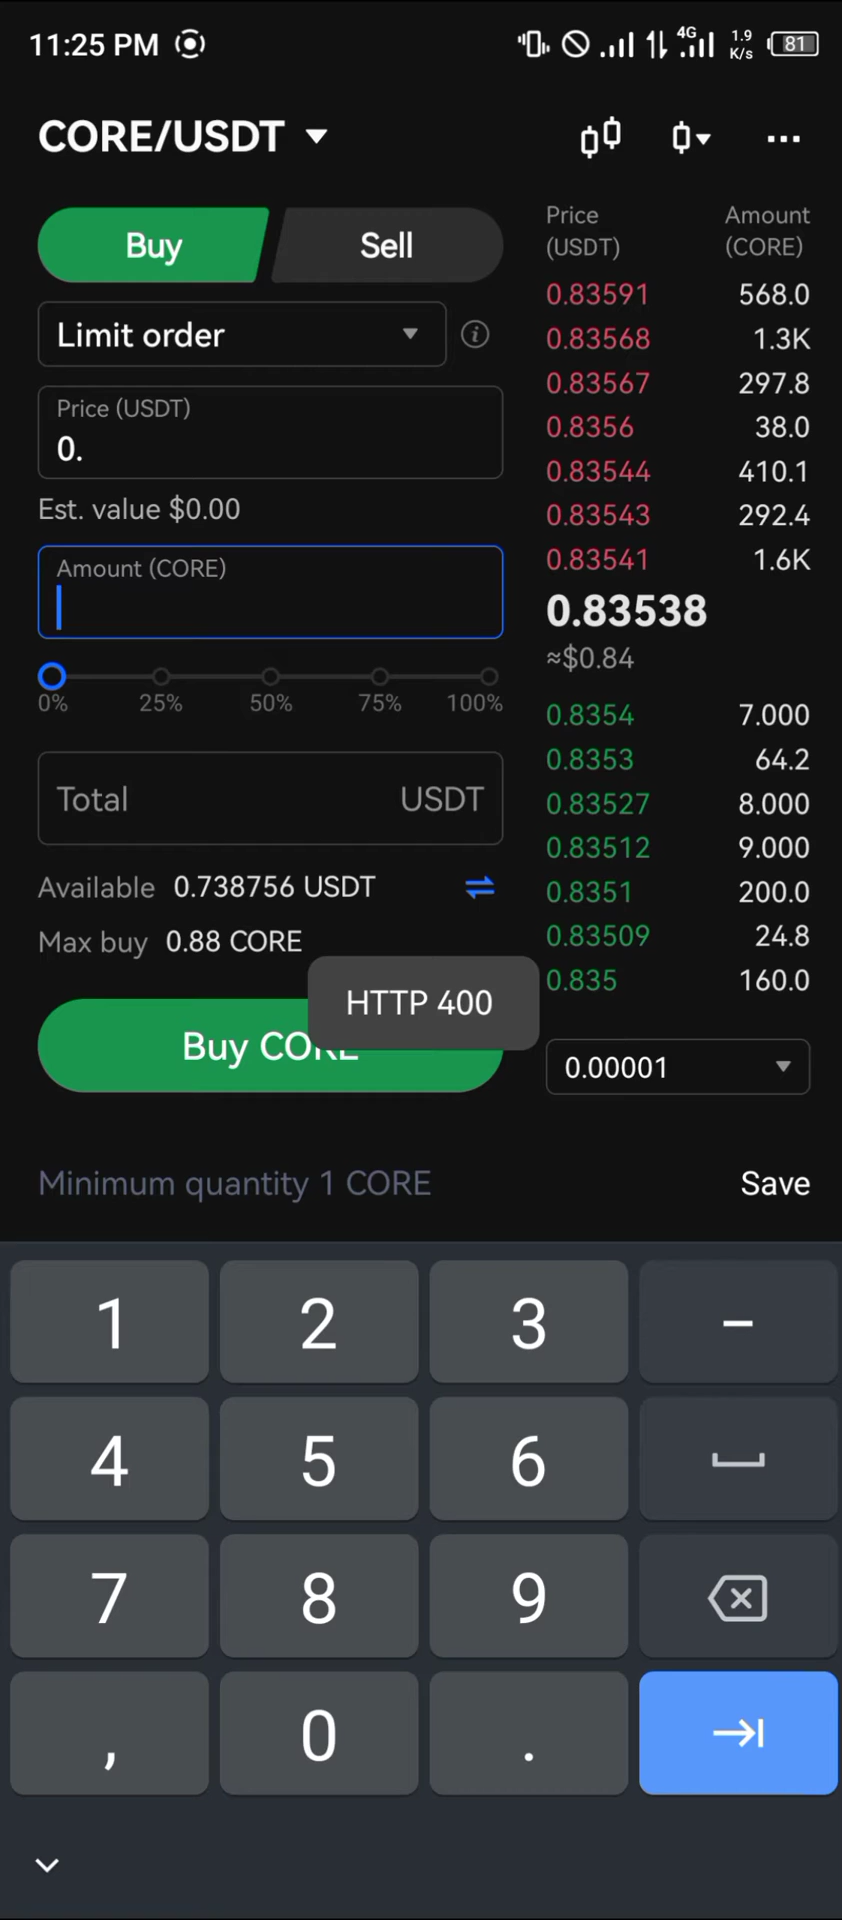 11:25 PM 4G 1.9 K/s 81
CORE/USDT
Buy Sell
Limit order
Price (USDT)
0.
Est. value $0.00
Amount (CORE)
0% 25% 50% 75% 100%
Total USDT
Available 0.738756 USDT
Max buy 0.88 CORE
HTTP 400
Buy CORE
Price (USDT) Amount (CORE)
0.83591 568.0
0.83568 1.3K
0.83567 297.8
0.8356 38.0
0.83544 410.1
0.83543 292.4
0.83541 1.6K
0.83538
≈$0.84
0.8354 7.000
0.8353 64.2
0.83527 8.000
0.83512 9.000
0.8351 200.0
0.83509 24.8
0.835 160.0
0.00001
Minimum quantity 1 CORE Save
1 2 3 –
4 5 6
7 8 9
, 0 .